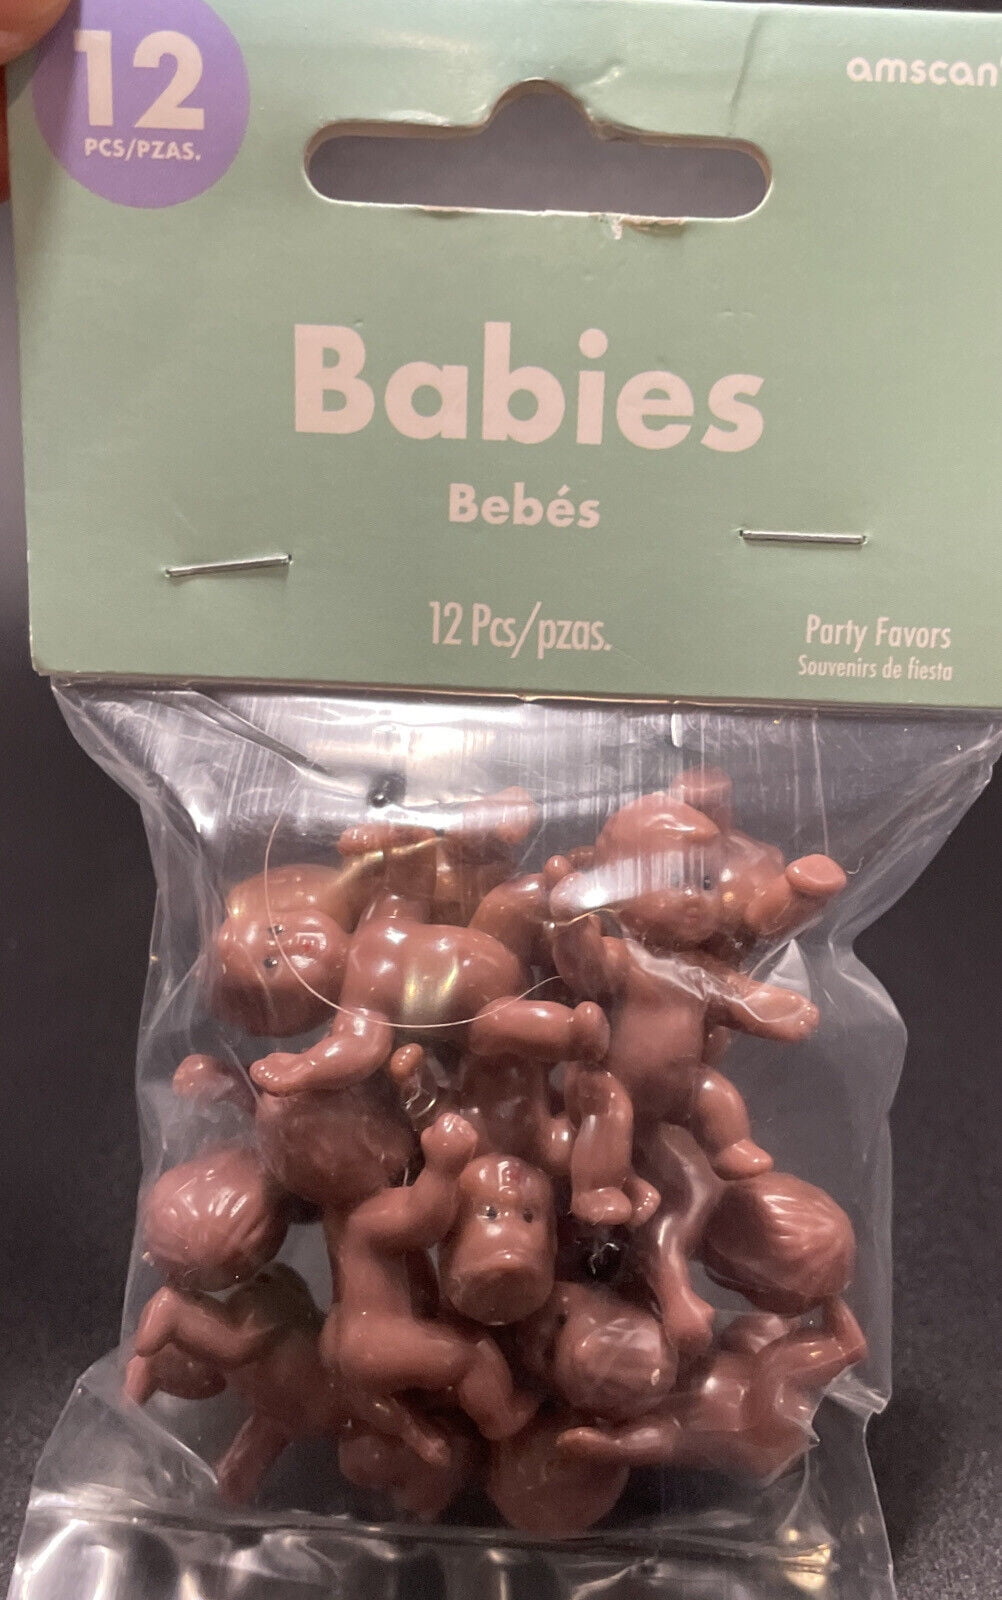 12
PCS/PZAS.
amscan
Babies
Bebés
12 Pcs/pzas.
Party Favors
Souvenirs de fiesta